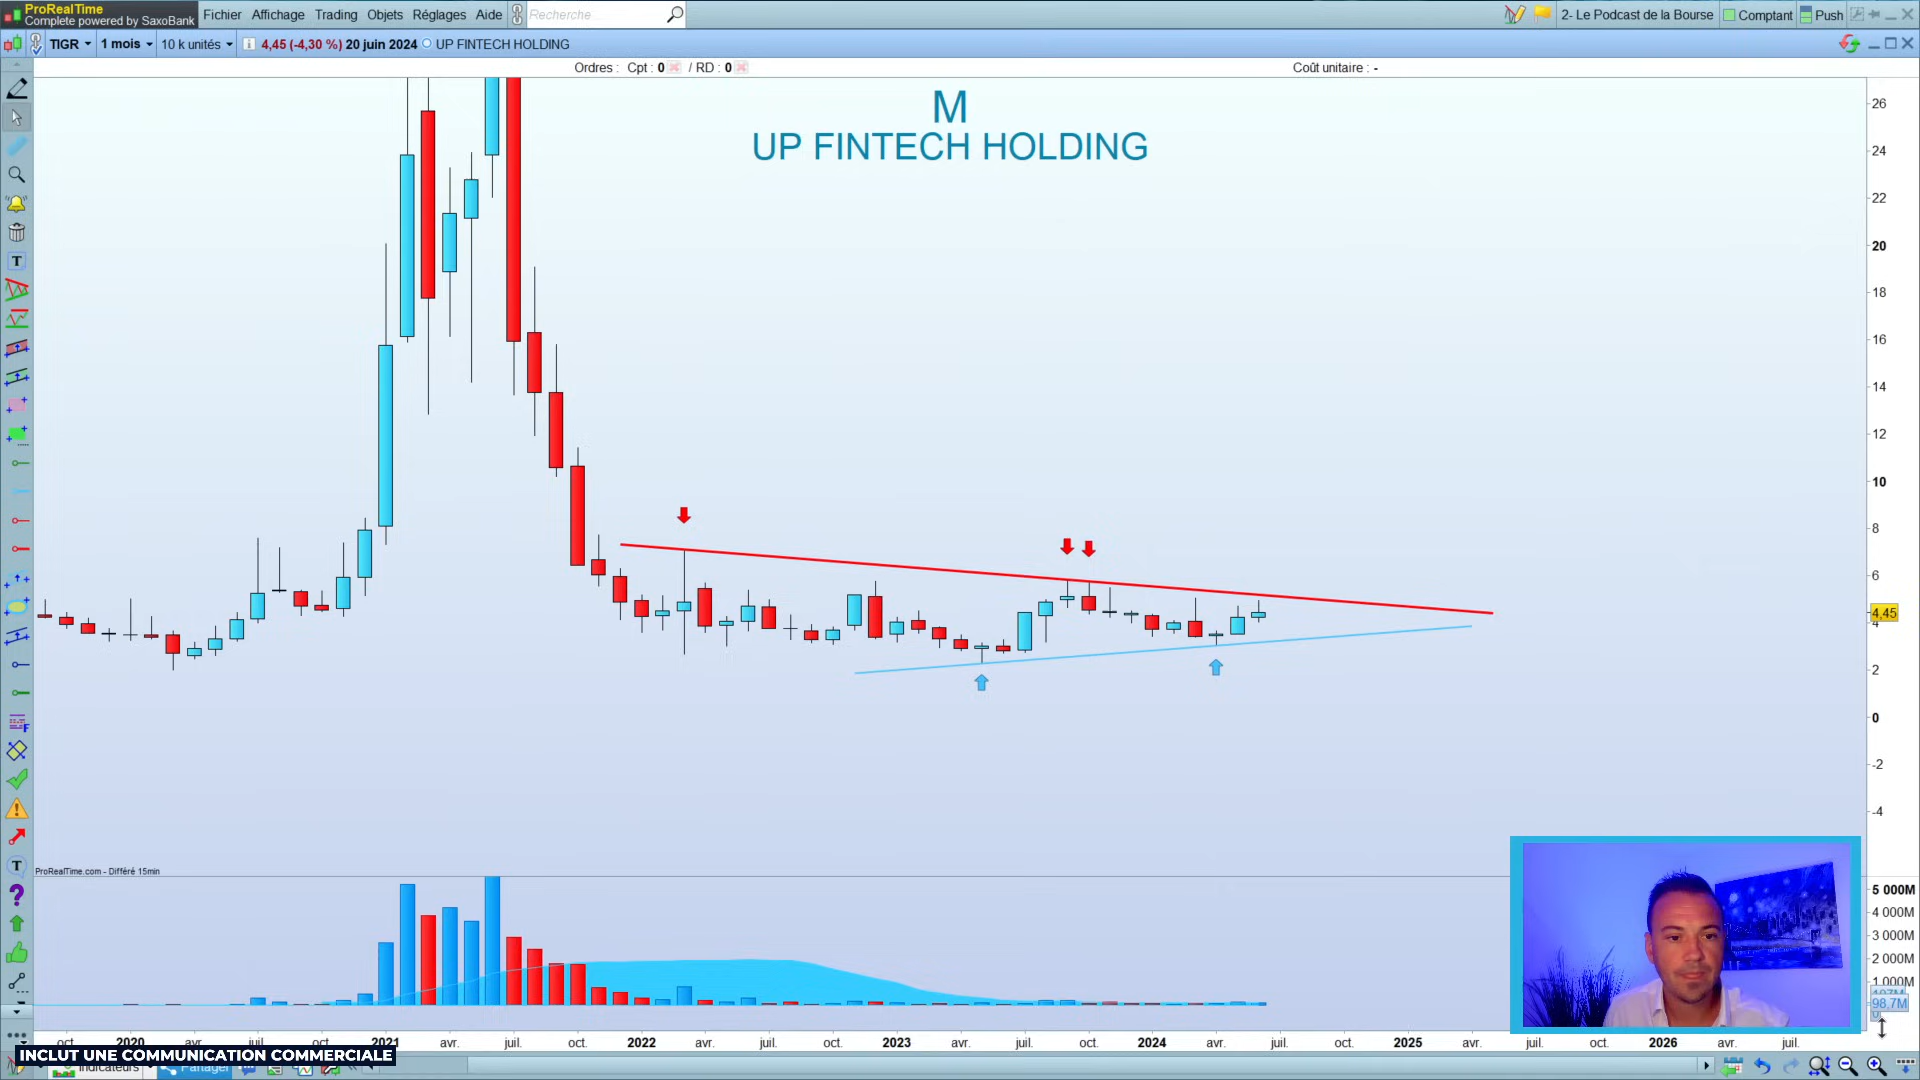 ProRealTime
Complete powered by SaxoBank
Fichier Affichage Trading Objets Réglages Aide
Recherche...
2- Le Podcast de la Bourse Comptant Push
TIGR 1 mois 10 k unités 4,45 (-4,30 %) 20 juin 2024 UP FINTECH HOLDING
Ordres : Cpt : 0 / RD : 0 Coût unitaire : -
M
UP FINTECH HOLDING
26
24
22
20
18
16
14
12
10
8
6
4,45
4
2
0
-2
-4
ProRealTime.com - Différé 15min
5 000M
4 000M
3 000M
2 000M
1 000M
98,7M
0
oct. 2020 avr. juil. oct. 2021 avr. juil. oct. 2022 avr. juil. oct. 2023 avr. juil. oct. 2024 avr. juil. oct. 2025 avr. juil. oct. 2026 avr. juil.
INCLUT UNE COMMUNICATION COMMERCIALE
Indicateurs Partager